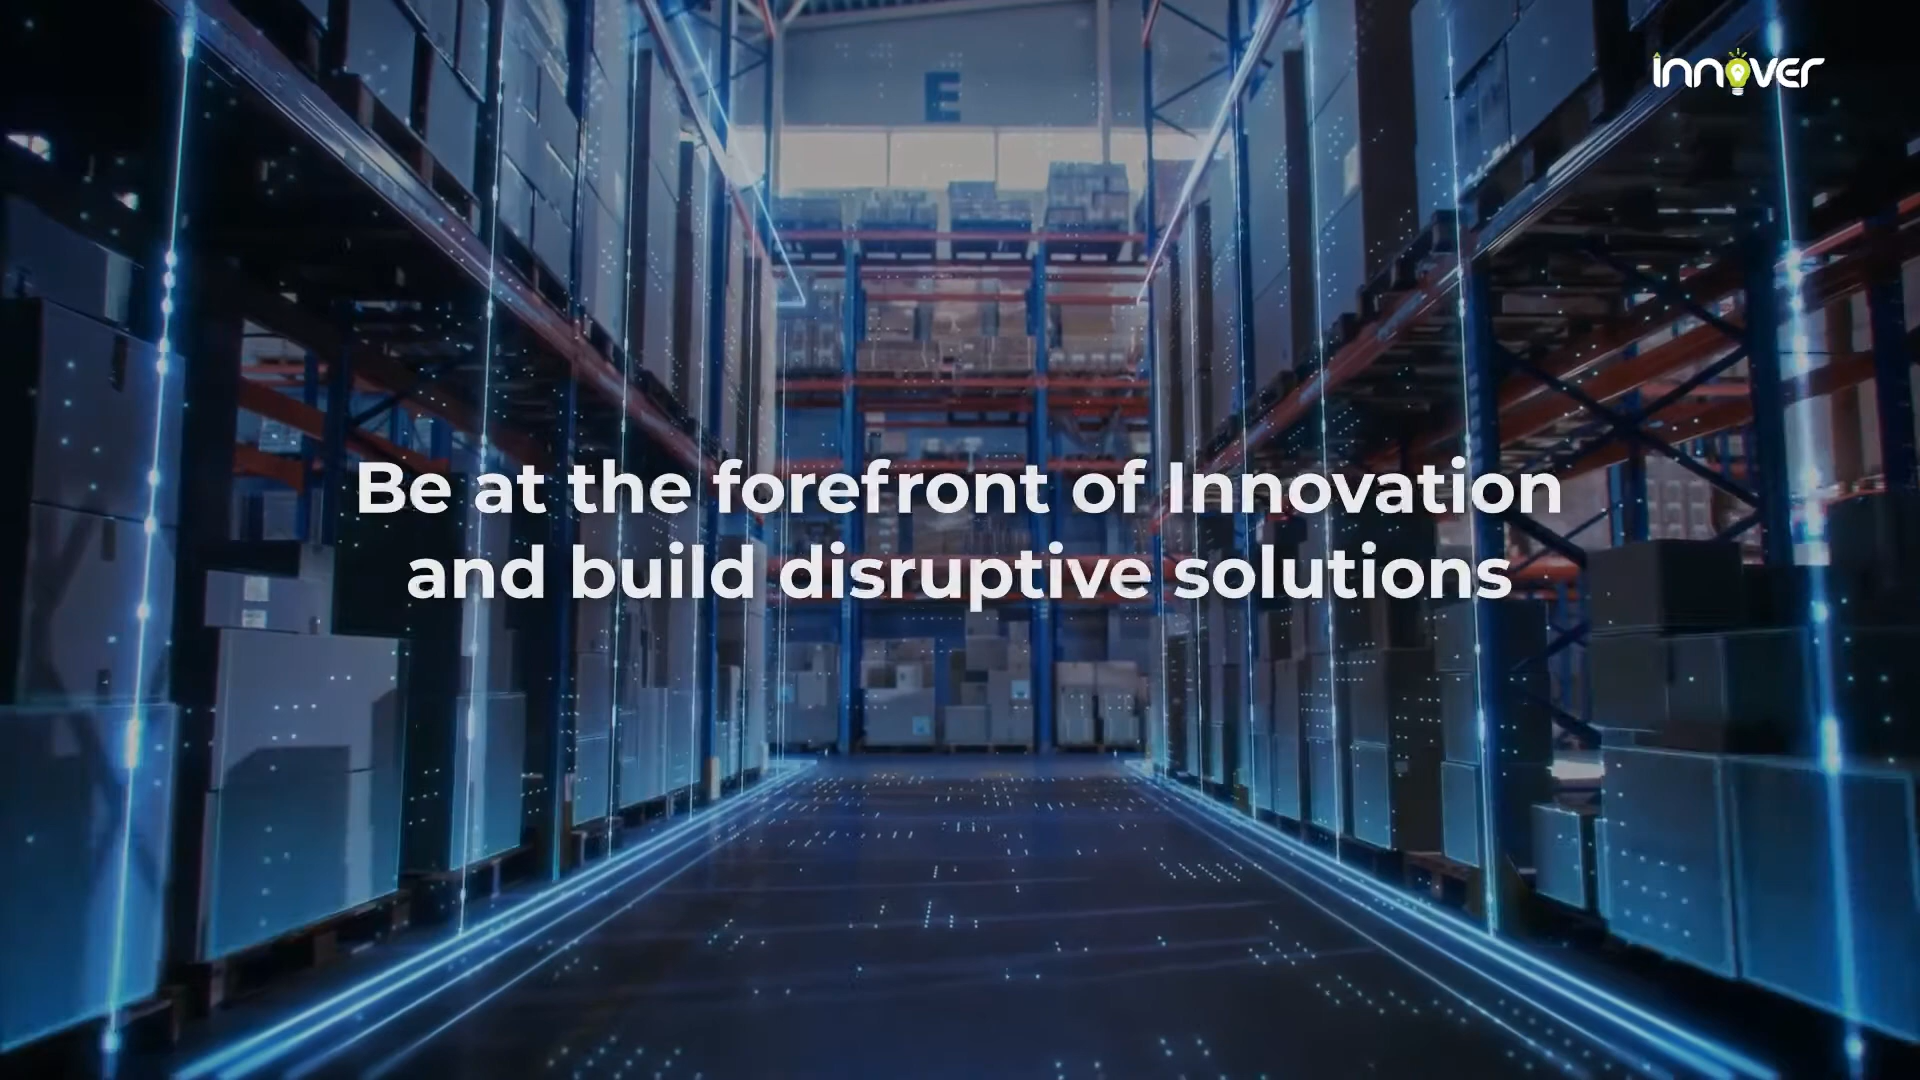 innover
E
Be at the forefront of Innovation
and build disruptive solutions